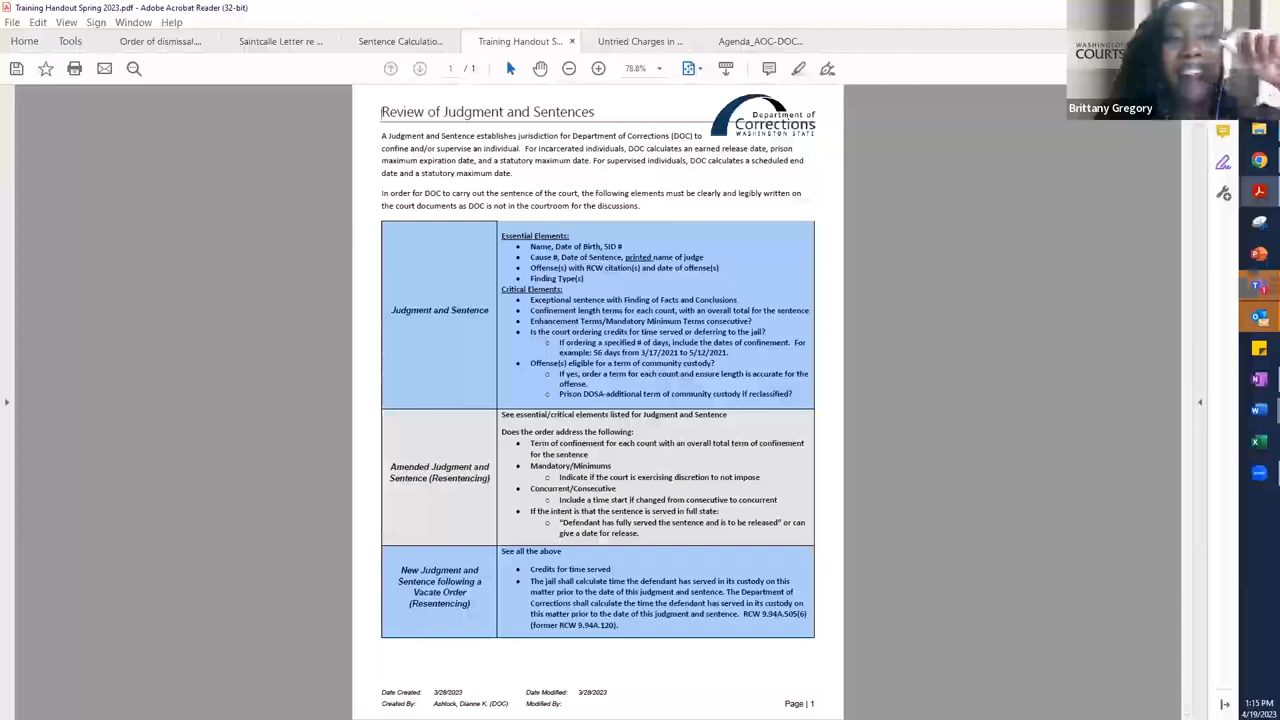 Training Handout Spring 2023.pdf - Adobe Acrobat Reader (32-bit)
File Edit View Sign Window Help
Home Tools Order of dismissal.... Saintcalle Letter re ... Sentence Calculatio... Training Handout S... × Untried Charges in ... Agenda_AOC-DOC...
1 / 1 78.8%
WASHINGTON
COURTS
Brittany Gregory
Review of Judgment and Sentences
Department of
Corrections
WASHINGTON STATE
A Judgment and Sentence establishes jurisdiction for Department of Corrections (DOC) to
confine and/or supervise an individual. For incarcerated individuals, DOC calculates an earned release date, prison
maximum expiration date, and a statutory maximum date. For supervised individuals, DOC calculates a scheduled end
date and a statutory maximum date.
In order for DOC to carry out the sentence of the court, the following elements must be clearly and legibly written on
the court documents as DOC is not in the courtroom for the discussions.
Judgment and Sentence
Essential Elements:
• Name, Date of Birth, SID #
• Cause #, Date of Sentence, printed name of judge
• Offense(s) with RCW citation(s) and date of offense(s)
• Finding Type(s)
Critical Elements:
• Exceptional sentence with Finding of Facts and Conclusions
• Confinement length terms for each count, with an overall total for the sentence
• Enhancement Terms/Mandatory Minimum Terms consecutive?
• Is the court ordering credits for time served or deferring to the jail?
o If ordering a specified # of days, include the dates of confinement. For
example: 56 days from 3/17/2021 to 5/12/2021.
• Offense(s) eligible for a term of community custody?
o If yes, order a term for each count and ensure length is accurate for the
offense.
o Prison DOSA-additional term of community custody if reclassified?
Amended Judgment and
Sentence (Resentencing)
See essential/critical elements listed for Judgment and Sentence
Does the order address the following:
• Term of confinement for each count with an overall total term of confinement
for the sentence
• Mandatory/Minimums
o Indicate if the court is exercising discretion to not impose
• Concurrent/Consecutive
o Include a time start if changed from consecutive to concurrent
• If the intent is that the sentence is served in full state:
o "Defendant has fully served the sentence and is to be released" or can
give a date for release.
New Judgment and
Sentence following a
Vacate Order
(Resentencing)
See all the above
• Credits for time served
• The jail shall calculate time the defendant has served in its custody on this
matter prior to the date of this judgment and sentence. The Department of
Corrections shall calculate the time the defendant has served in its custody on
this matter prior to the date of this judgment and sentence. RCW 9.94A.505(6)
(former RCW 9.94A.120).
Date Created: 3/28/2023 Date Modified: 3/28/2023
Created By: Ashlock, Dianne K. (DOC) Modified By: Page | 1
1:15 PM
4/19/2023